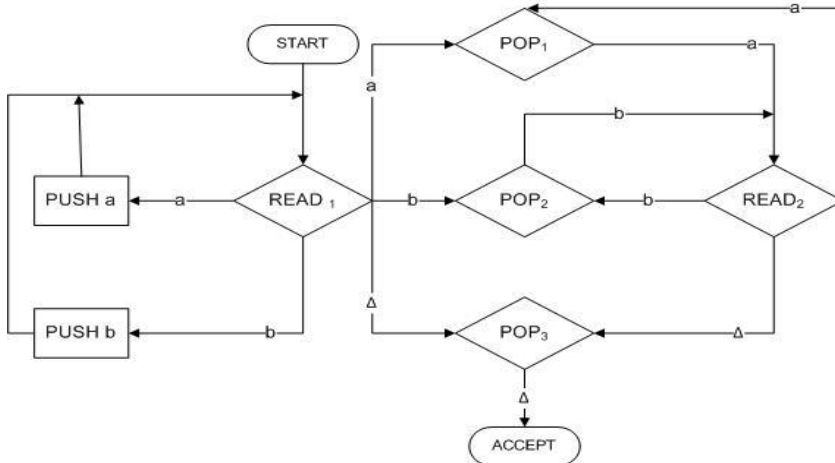 a
START
POP₁
a
a
b
PUSH a
a
READ ₁
b
POP₂
b
READ₂
Δ
PUSH b
b
POP₃
Δ
Δ
ACCEPT